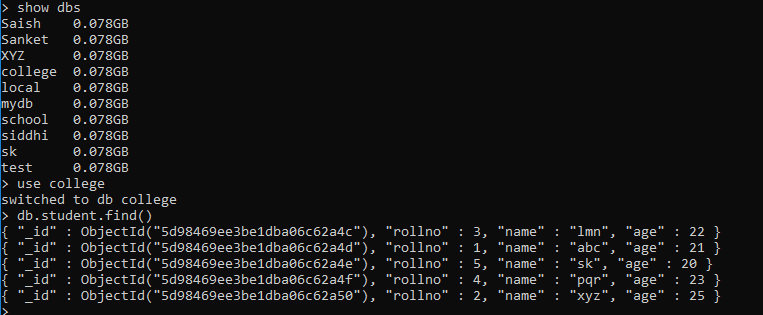 > show dbs
Saish    0.078GB
Sanket   0.078GB
XYZ      0.078GB
college  0.078GB
local    0.078GB
mydb     0.078GB
school   0.078GB
siddhi   0.078GB
sk       0.078GB
test     0.078GB
> use college
switched to db college
> db.student.find()
{ "_id" : ObjectId("5d98469ee3be1dba06c62a4c"), "rollno" : 3, "name" : "lmn", "age" : 22 }
{ "_id" : ObjectId("5d98469ee3be1dba06c62a4d"), "rollno" : 1, "name" : "abc", "age" : 21 }
{ "_id" : ObjectId("5d98469ee3be1dba06c62a4e"), "rollno" : 5, "name" : "sk", "age" : 20 }
{ "_id" : ObjectId("5d98469ee3be1dba06c62a4f"), "rollno" : 4, "name" : "pqr", "age" : 23 }
{ "_id" : ObjectId("5d98469ee3be1dba06c62a50"), "rollno" : 2, "name" : "xyz", "age" : 25 }
>